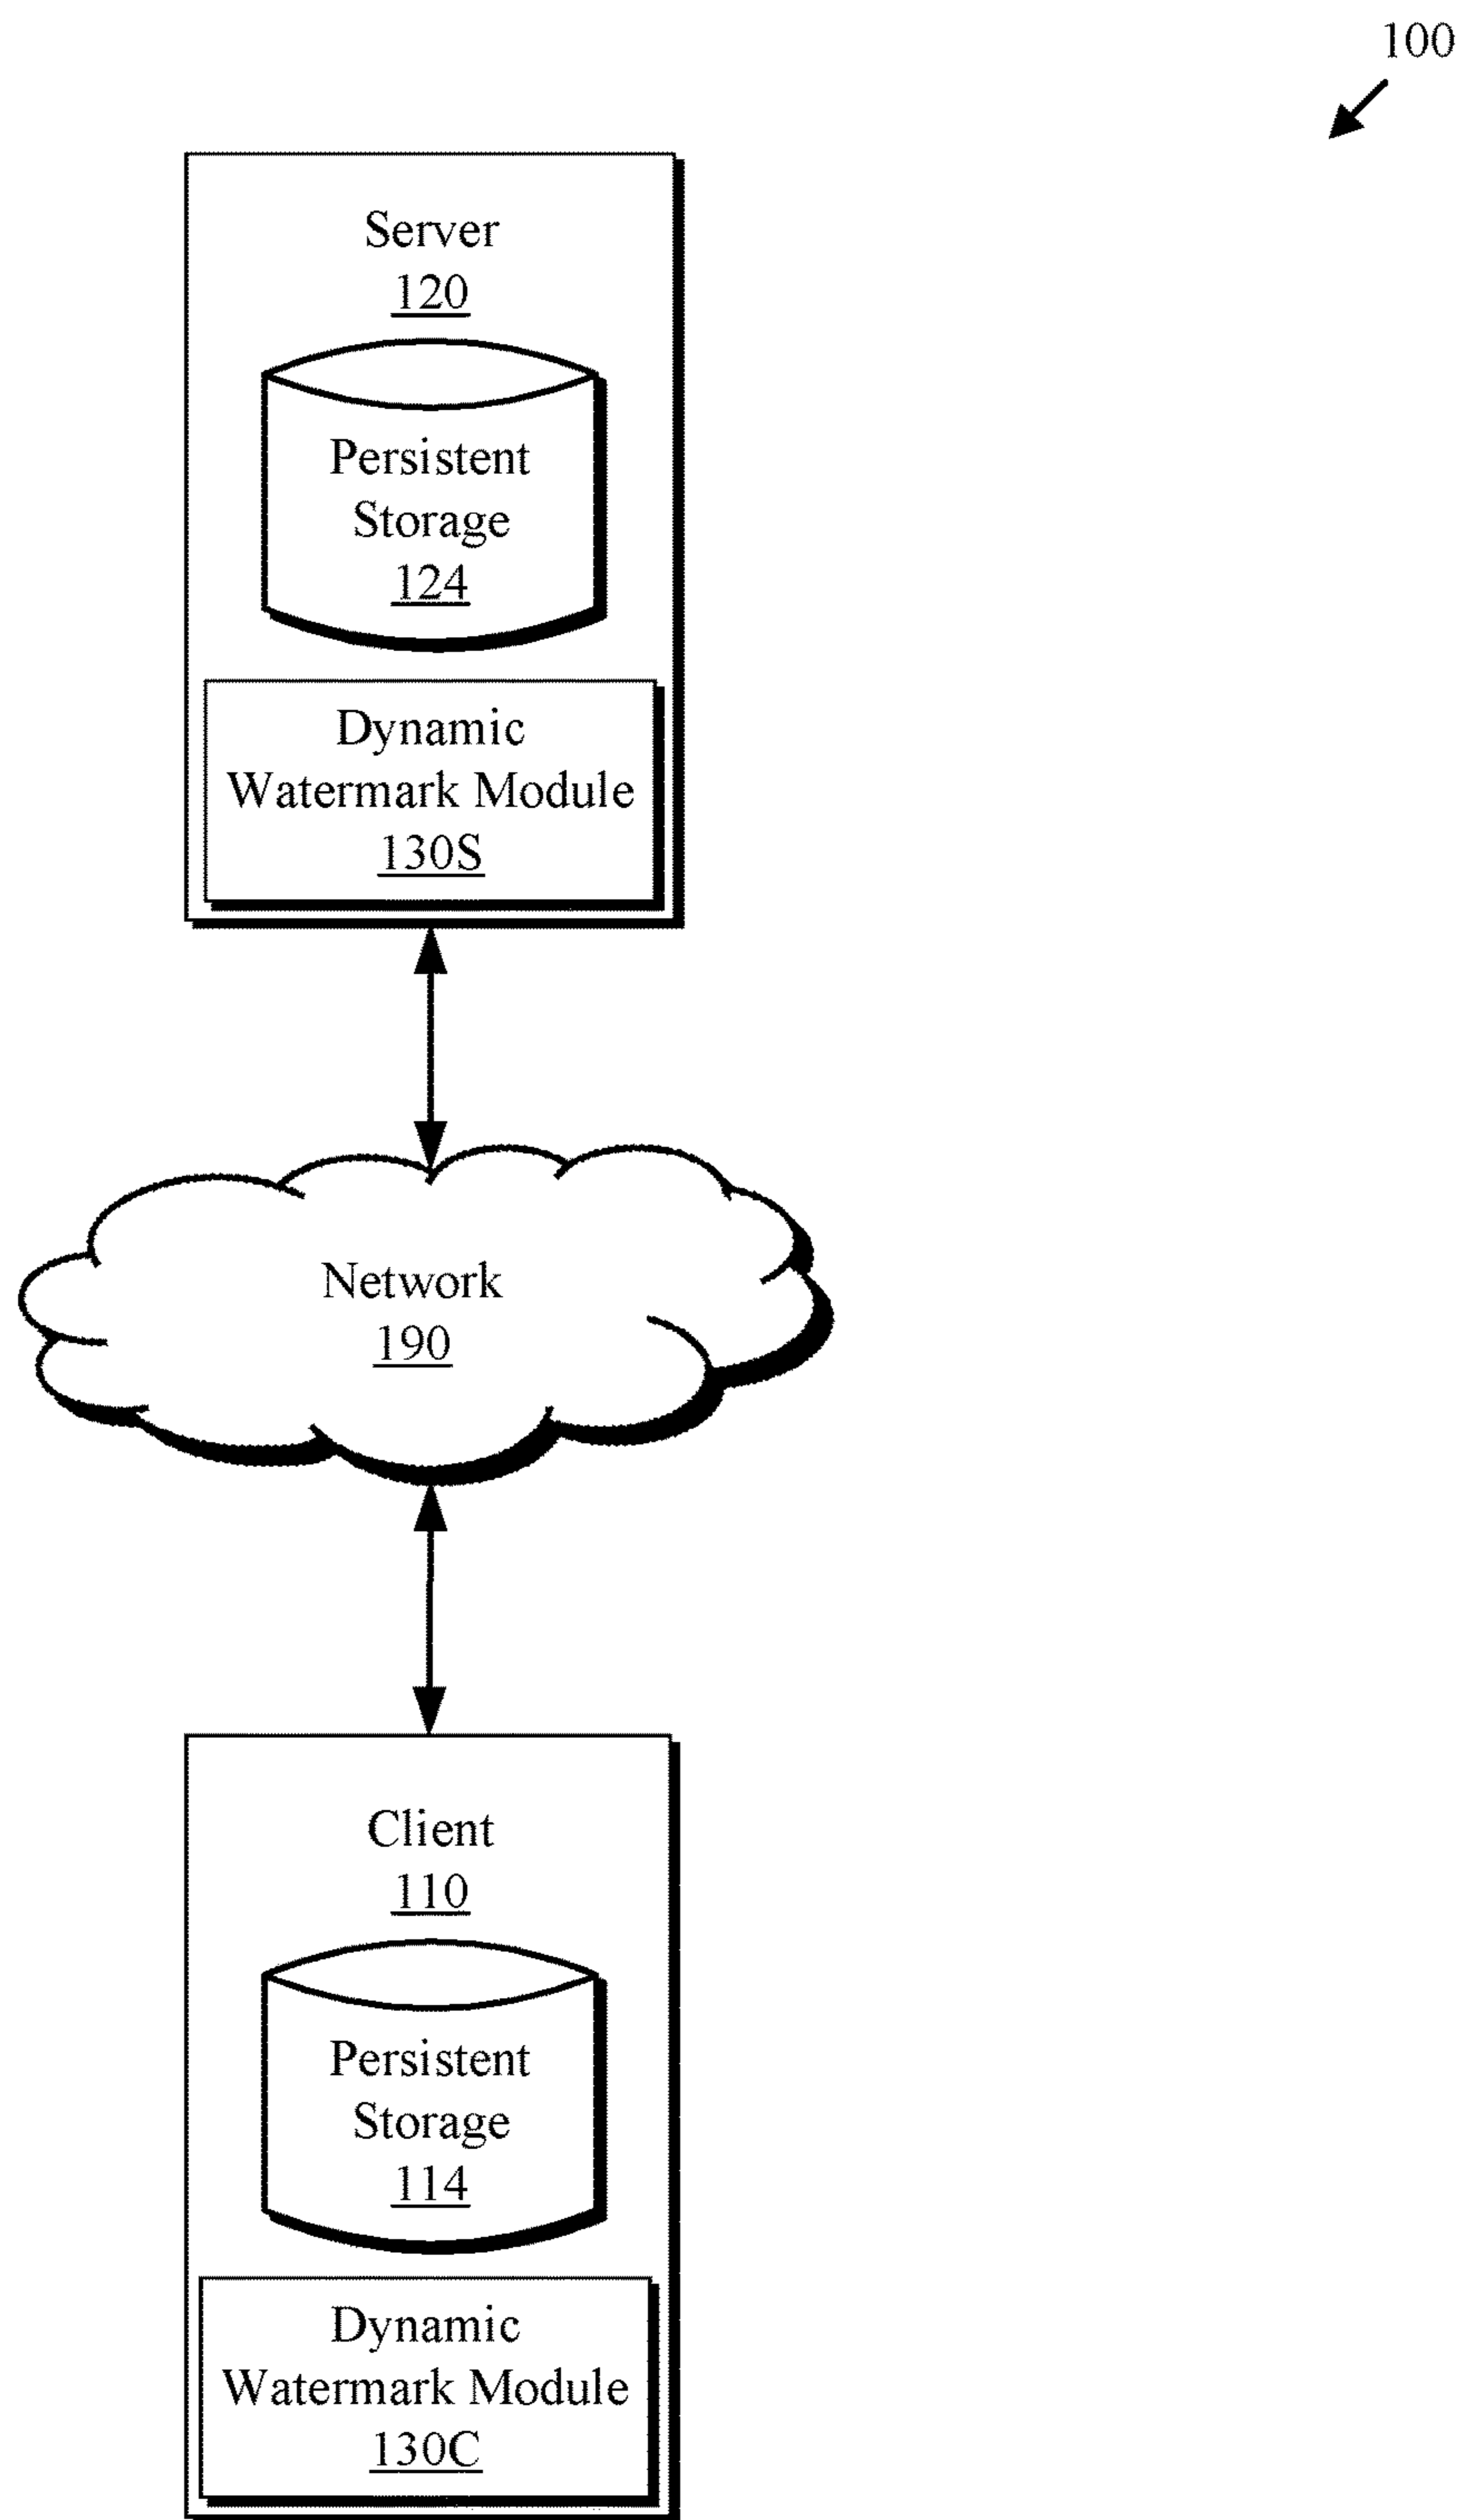 100
Server
120
Persistent
Storage
124
Dynamic
Watermark Module
130S
Network
190
Client
110
Persistent
Storage
114
Dynamic
Watermark Module
130C